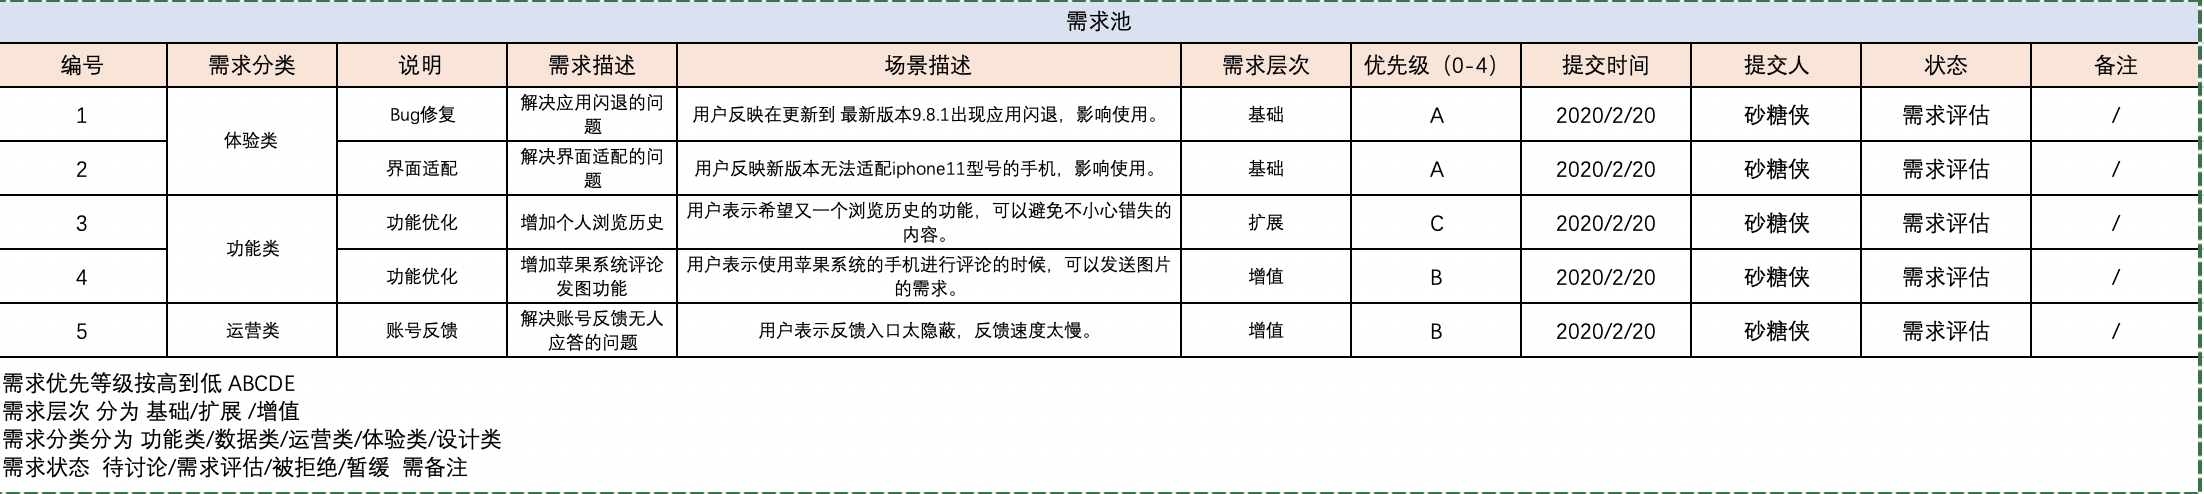 需求池
编号 需求分类 说明 需求描述 场景描述 需求层次 优先级（0-4） 提交时间 提交人 状态 备注
1 体验类 Bug修复 解决应用闪退的问题 用户反映在更新到 最新版本9.8.1出现应用闪退，影响使用。 基础 A 2020/2/20 砂糖侠 需求评估 /
2 界面适配 解决界面适配的问题 用户反映新版本无法适配iphone11型号的手机，影响使用。 基础 A 2020/2/20 砂糖侠 需求评估 /
3 功能类 功能优化 增加个人浏览历史 用户表示希望又一个浏览历史的功能，可以避免不小心错失的内容。 扩展 C 2020/2/20 砂糖侠 需求评估 /
4 功能优化 增加苹果系统评论发图功能 用户表示使用苹果系统的手机进行评论的时候，可以发送图片的需求。 增值 B 2020/2/20 砂糖侠 需求评估 /
5 运营类 账号反馈 解决账号反馈无人应答的问题 用户表示反馈入口太隐蔽，反馈速度太慢。 增值 B 2020/2/20 砂糖侠 需求评估 /
需求优先等级按高到低 ABCDE
需求层次 分为 基础/扩展 /增值
需求分类分为 功能类/数据类/运营类/体验类/设计类
需求状态 待讨论/需求评估/被拒绝/暂缓 需备注